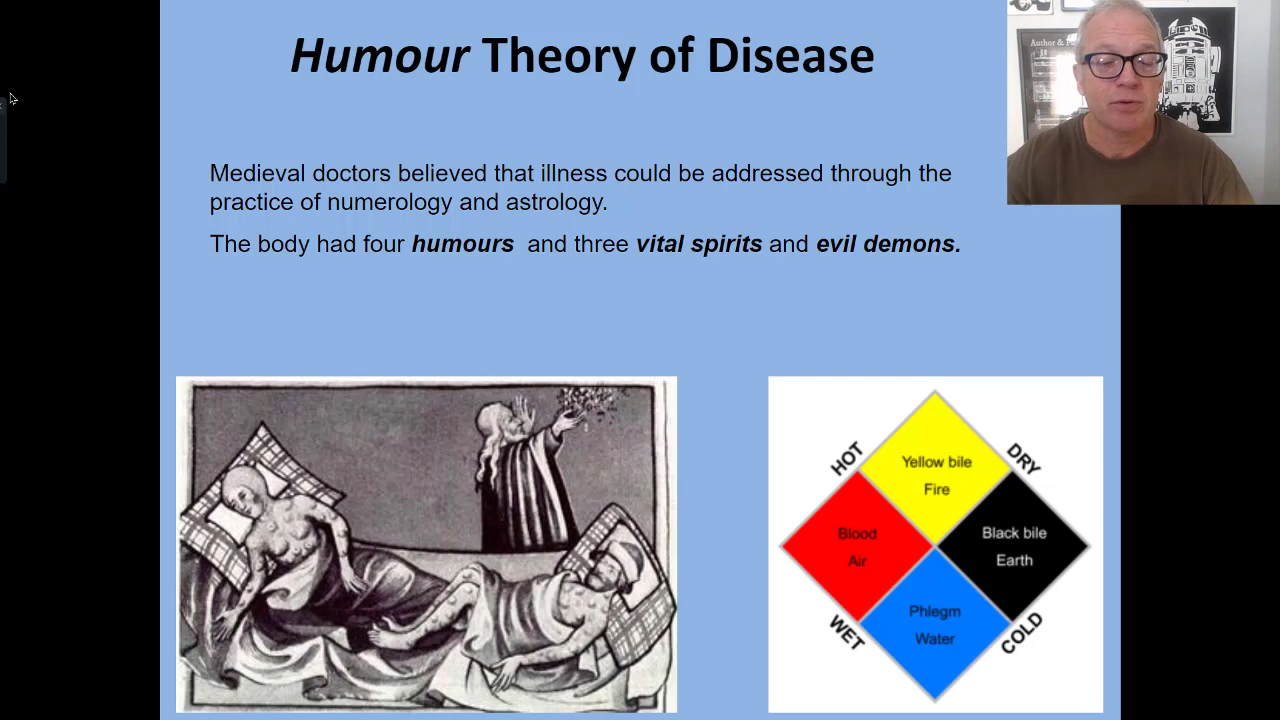 Humour Theory of Disease
Author & P
Medieval doctors believed that illness could be addressed through the
practice of numerology and astrology.
The body had four humours and three vital spirits and evil demons.
HOT
DRY
Yellow bile
Fire
Blood
Air
Black bile
Earth
Phlegm
Water
WET
COLD